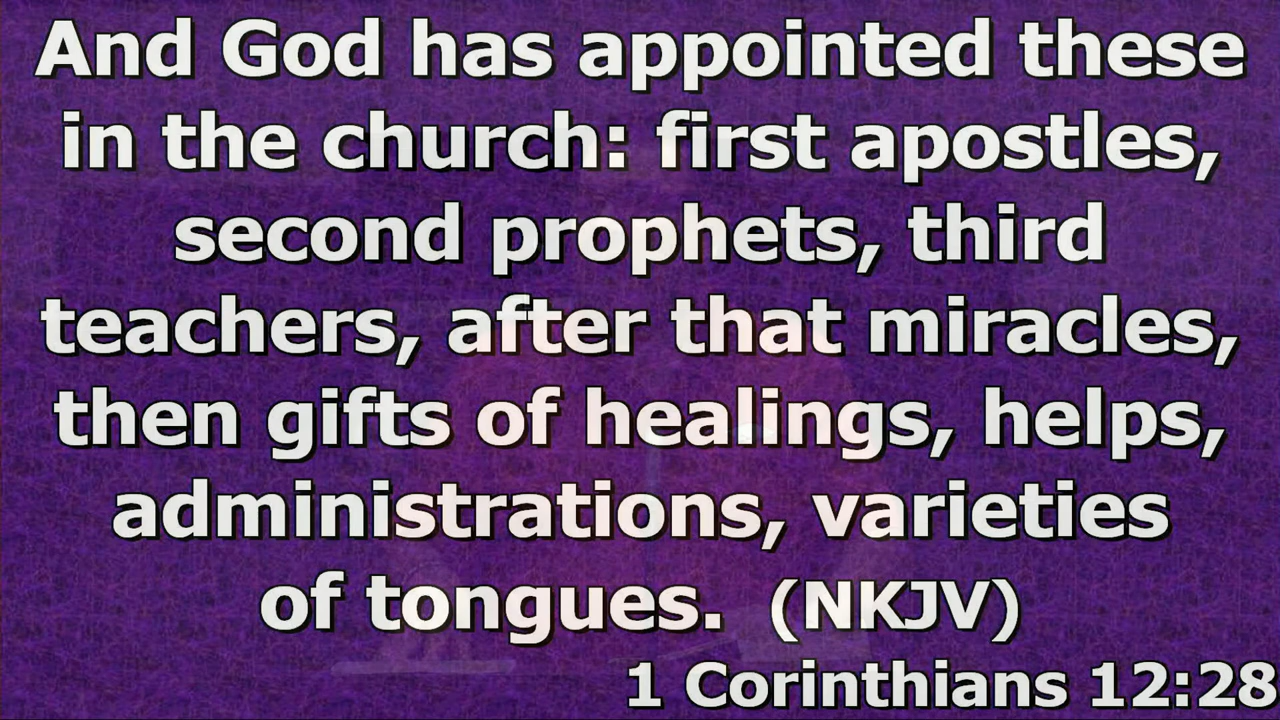 And God has appointed these
in the church: first apostles,
second prophets, third
teachers, after that miracles,
then gifts of healings, helps,
administrations, varieties
of tongues. (NKJV)
1 Corinthians 12:28